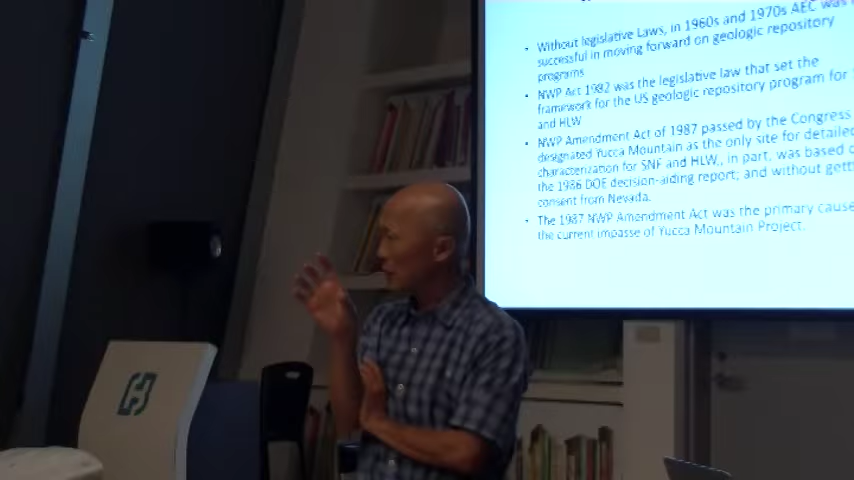 Without legislative Laws, in 1960s and 1970s AEC was
successful in moving forward on geologic repository
programs
NWP Act 1982 was the legislative law that set the
framework for the US geologic repository program for
and HLW
NWP Amendment Act of 1987 passed by the Congress
designated Yucca Mountain as the only site for detailed
characterization for SNF and HLW, in part, was based
the 1986 DOE decision-aiding report; and without
consent from Nevada.
The 1987 NWP Amendment Act was the primary cause
the current impasse of Yucca Mountain Project.